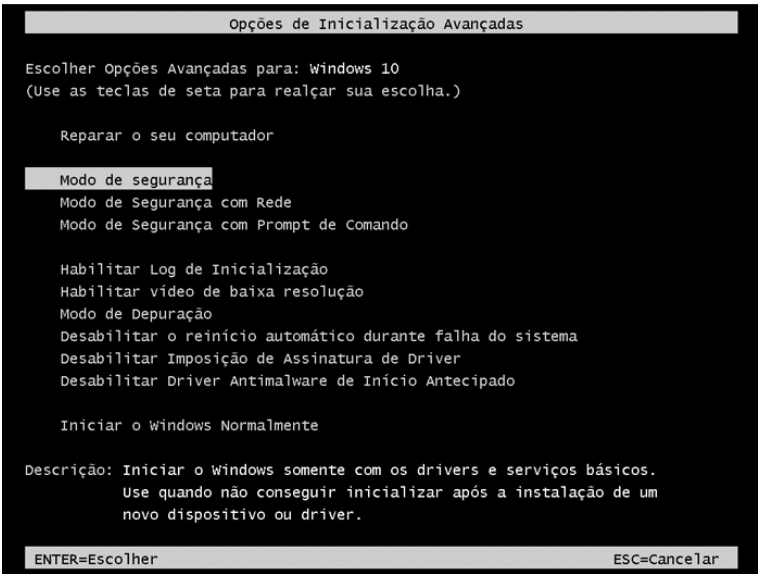 Opções de Inicialização Avançadas
Escolher Opções Avançadas para: Windows 10
(Use as teclas de seta para realçar sua escolha.)
Reparar o seu computador
Modo de segurança
Modo de Segurança com Rede
Modo de Segurança com Prompt de Comando
Habilitar Log de Inicialização
Habilitar vídeo de baixa resolução
Modo de Depuração
Desabilitar o reinício automático durante falha do sistema
Desabilitar Imposição de Assinatura de Driver
Desabilitar Driver Antimalware de Início Antecipado
Iniciar o Windows Normalmente
Descrição: Iniciar o Windows somente com os drivers e serviços básicos.
Use quando não conseguir inicializar após a instalação de um
novo dispositivo ou driver.
ENTER=Escolher ESC=Cancelar